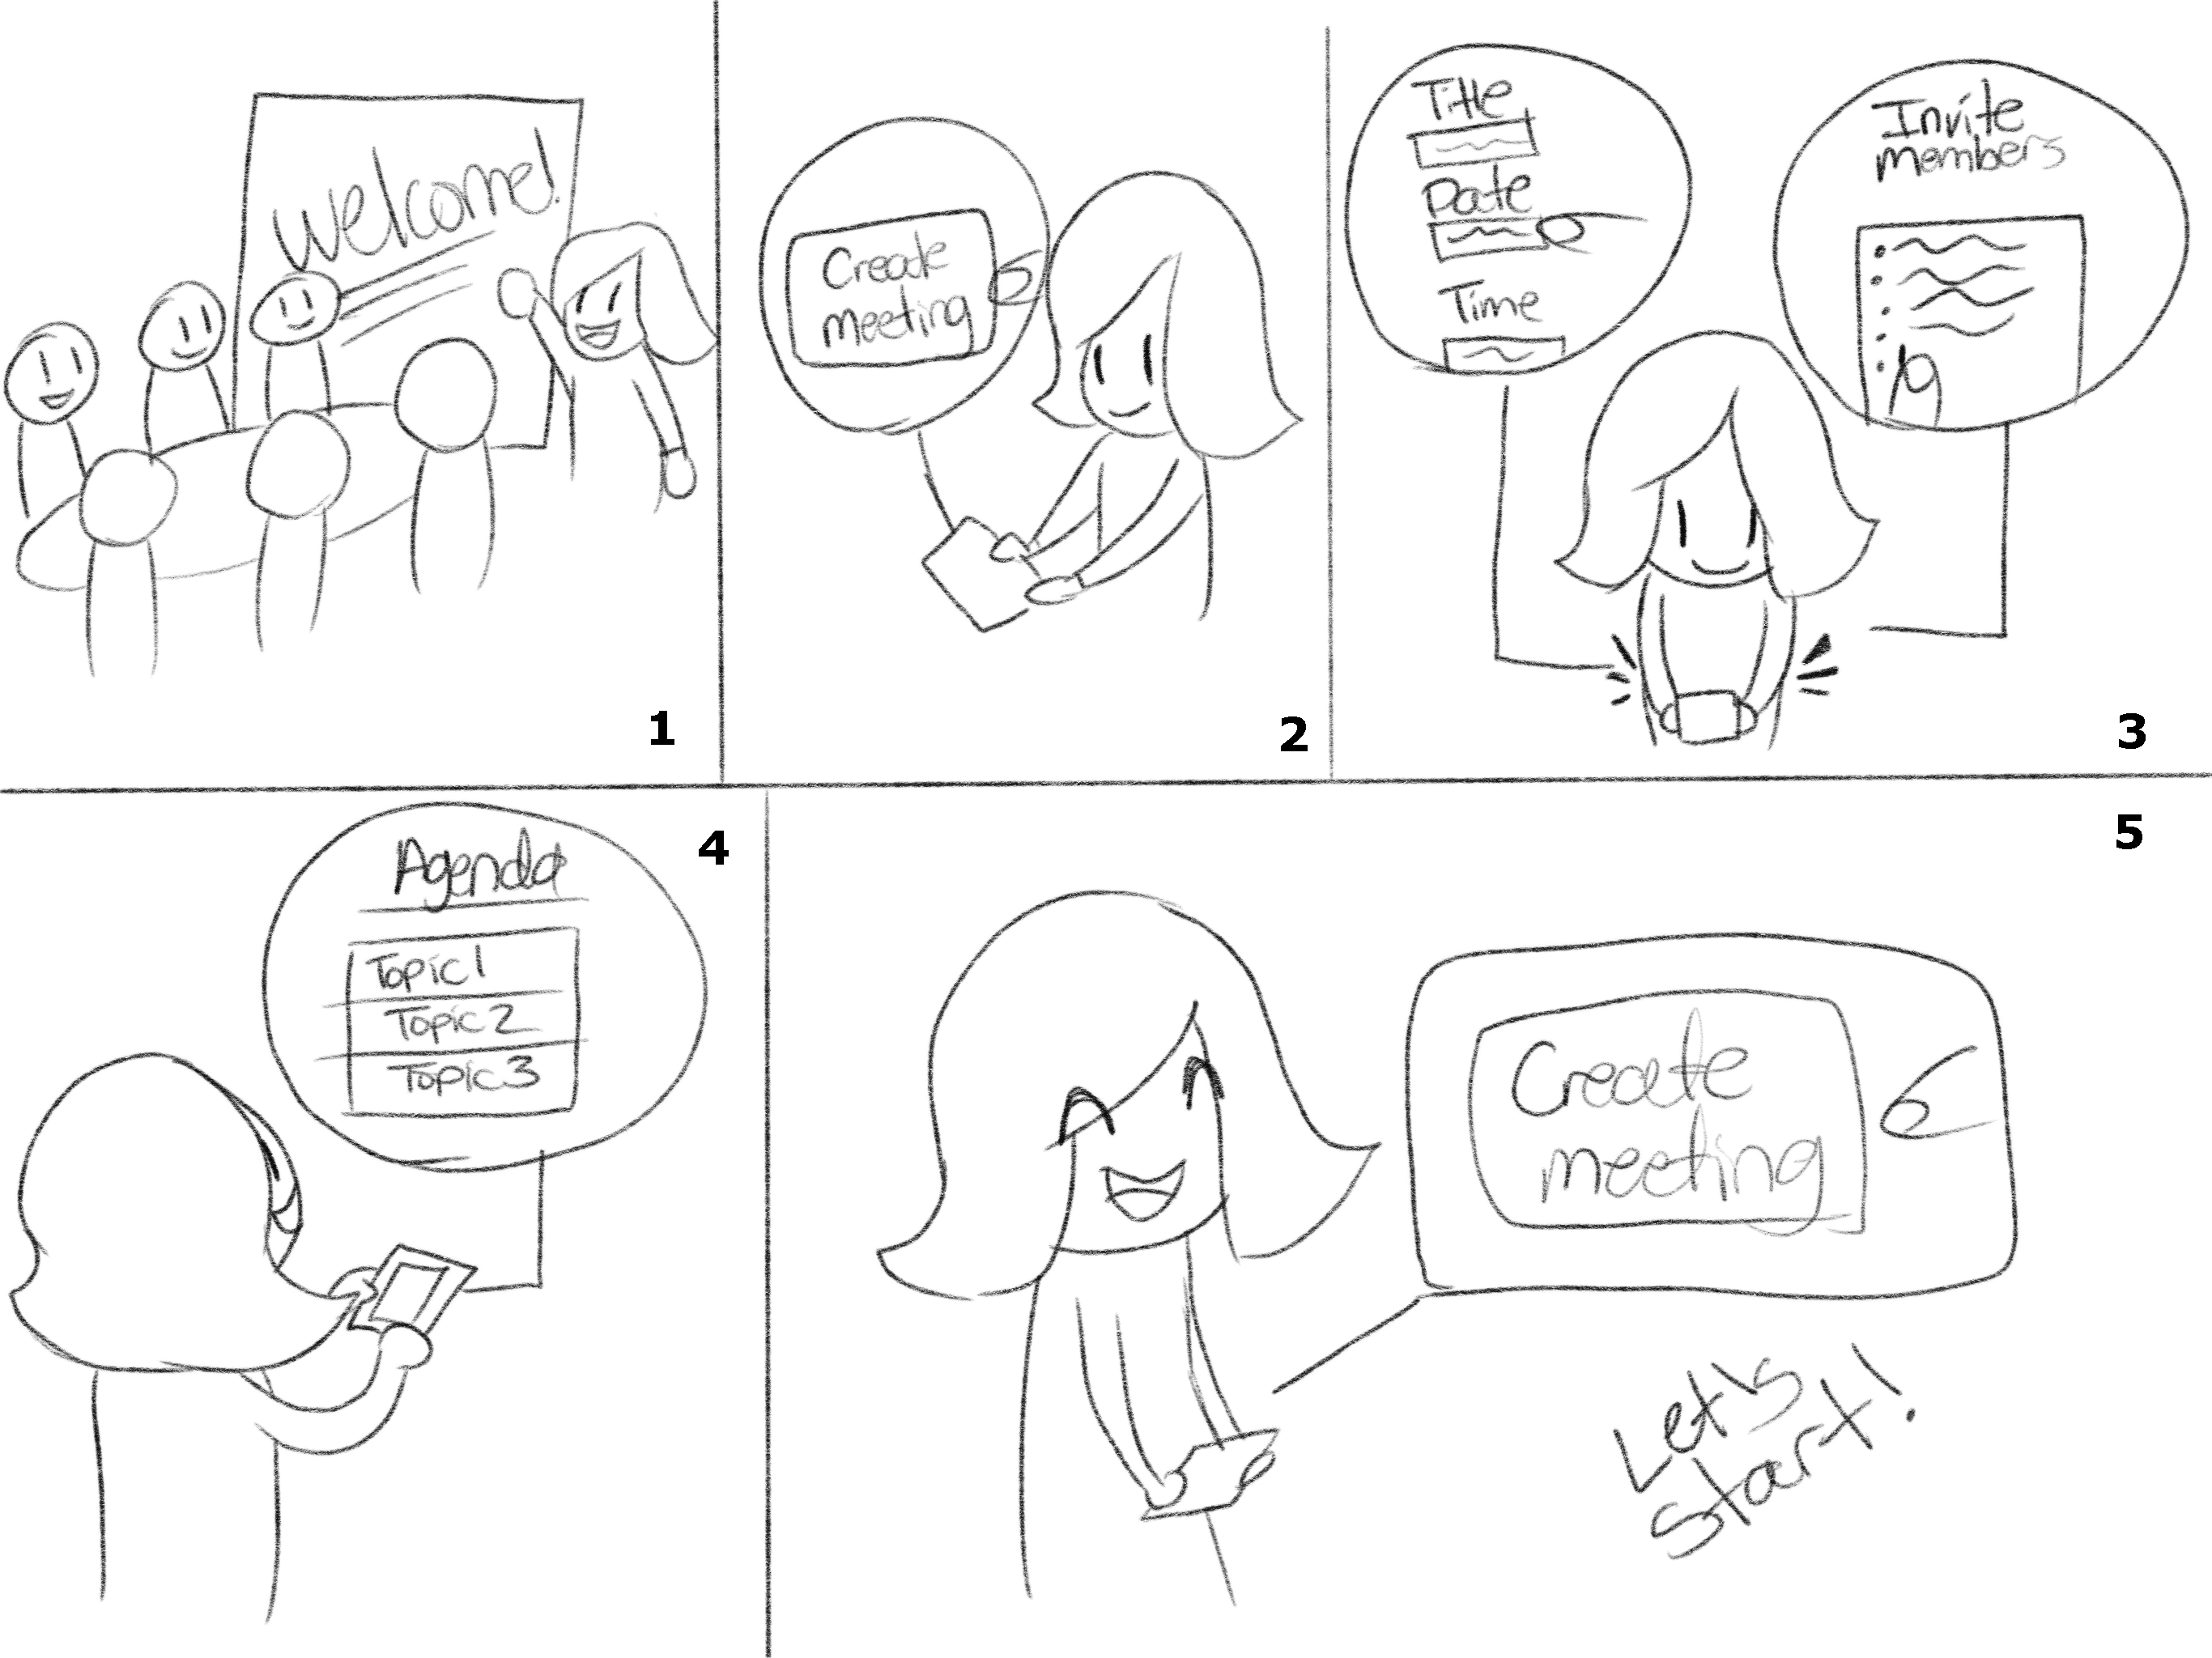 Welcome!
1
Create
meeting
2
Title
Date
Time
Invite
members
3
Agenda
Topic 1
Topic 2
Topic 3
4
5
Create
meeting
Let's
start!